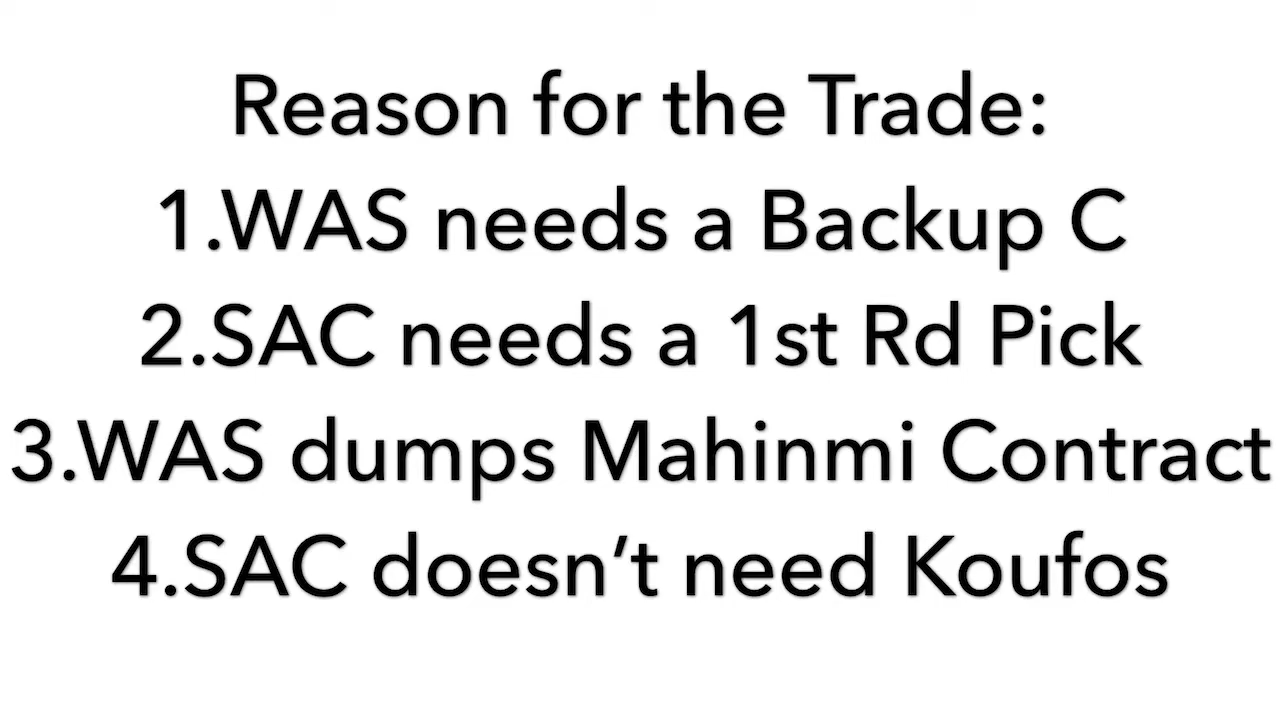 Reason for the Trade:
1.WAS needs a Backup C
2.SAC needs a 1st Rd Pick
3.WAS dumps Mahinmi Contract
4.SAC doesn’t need Koufos